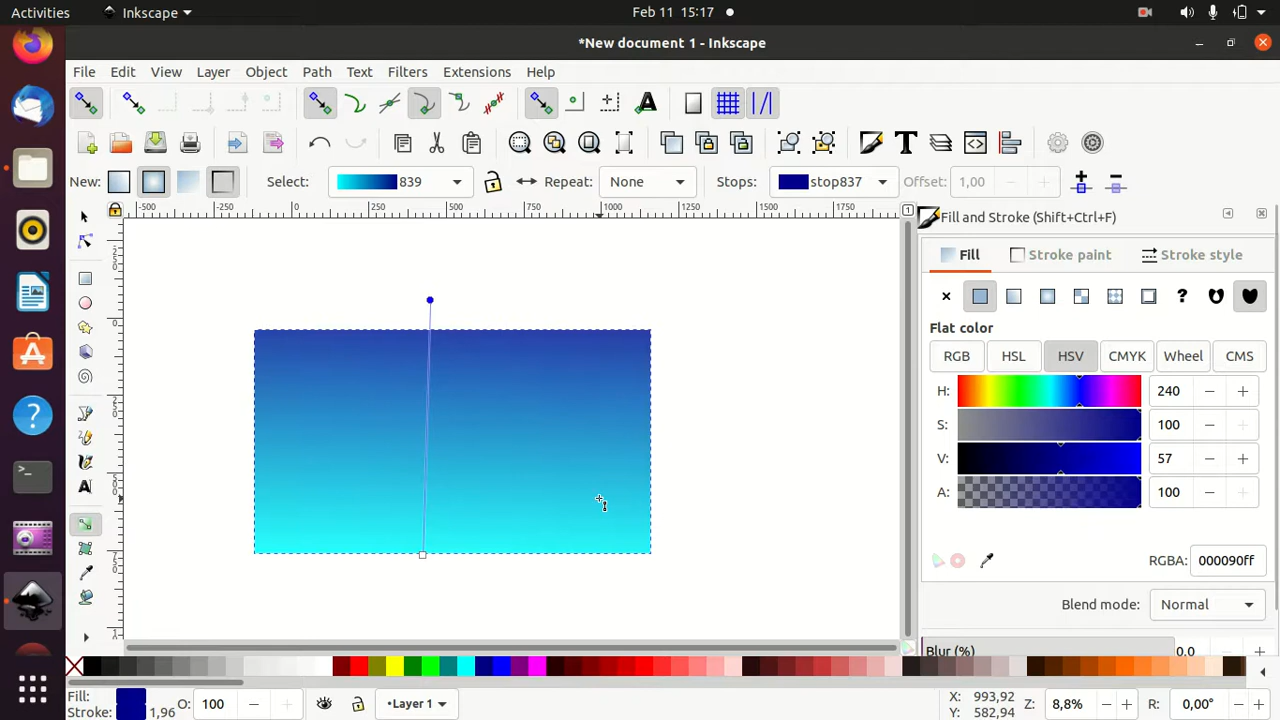 Activities Inkscape Feb 11 15:17
*New document 1 - Inkscape
File Edit View Layer Object Path Text Filters Extensions Help
New: Select: 839 Repeat: None Stops: stop837 Offset: 1,00
-500 0 250 500 750 1000 1250 1500 1750
Fill and Stroke (Shift+Ctrl+F)
Fill Stroke paint Stroke style
Flat color
RGB HSL HSV CMYK Wheel CMS
H: 240
S: 100
V: 57
A: 100
RGBA: 000090ff
Blend mode: Normal
Blur (%) 0.0
Fill: O: 100 Layer 1 X: 993,92 Z: 8,8% R: 0,00°
Stroke: 1,96 Y: 582,94